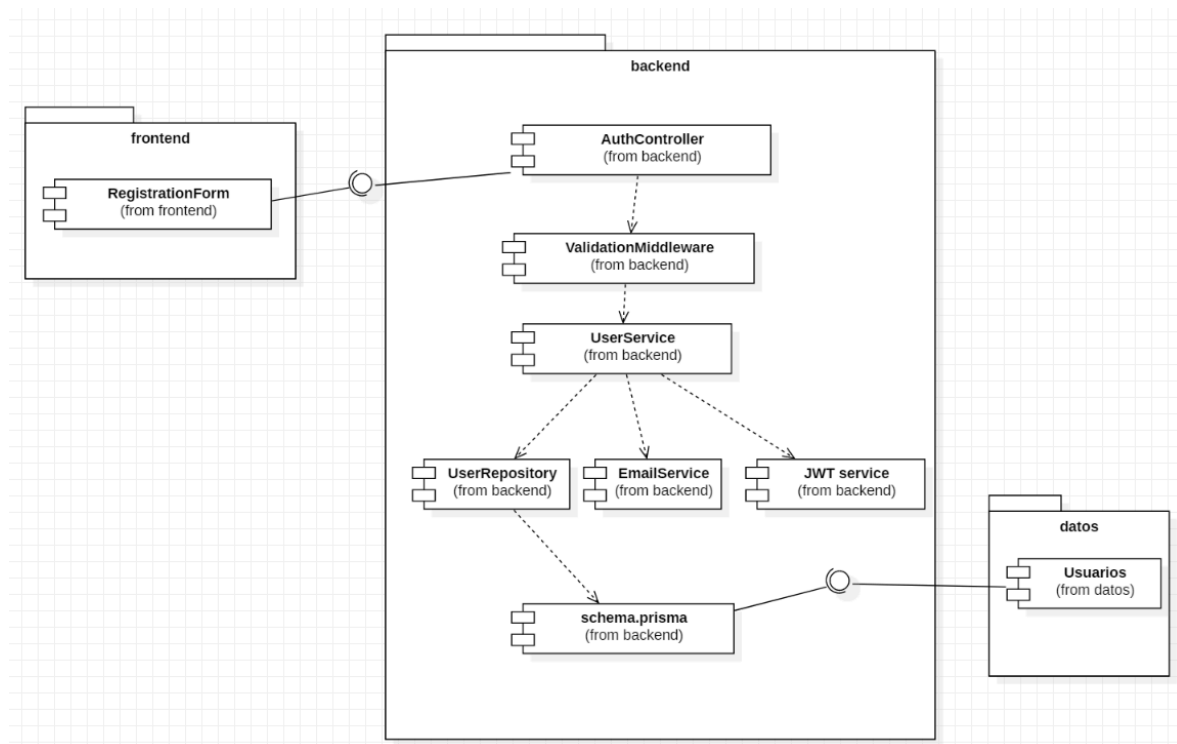 backend
frontend
AuthController
(from backend)
RegistrationForm
(from frontend)
ValidationMiddleware
(from backend)
UserService
(from backend)
UserRepository
(from backend)
EmailService
(from backend)
JWT service
(from backend)
datos
Usuarios
(from datos)
schema.prisma
(from backend)